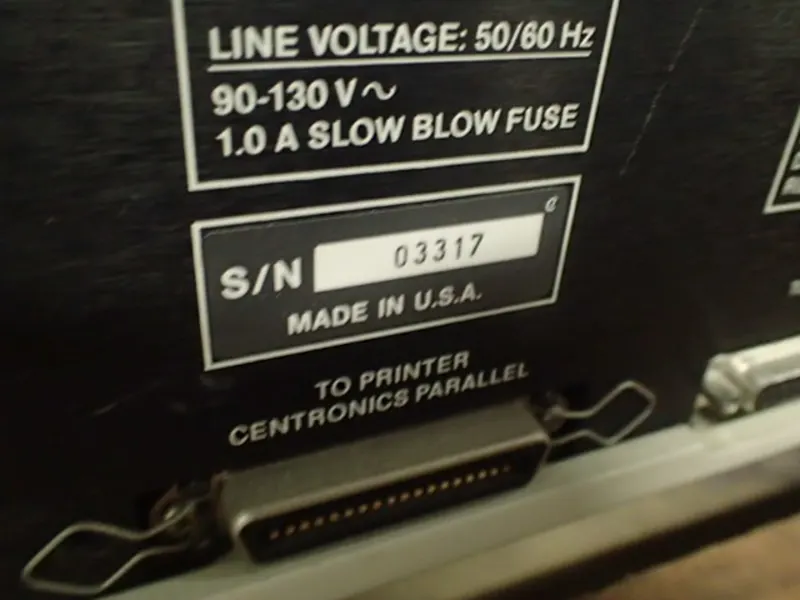 LINE VOLTAGE: 50/60 Hz
90-130 V ~
1.0 A SLOW BLOW FUSE
S/N 03317
MADE IN U.S.A.
TO PRINTER
CENTRONICS PARALLEL